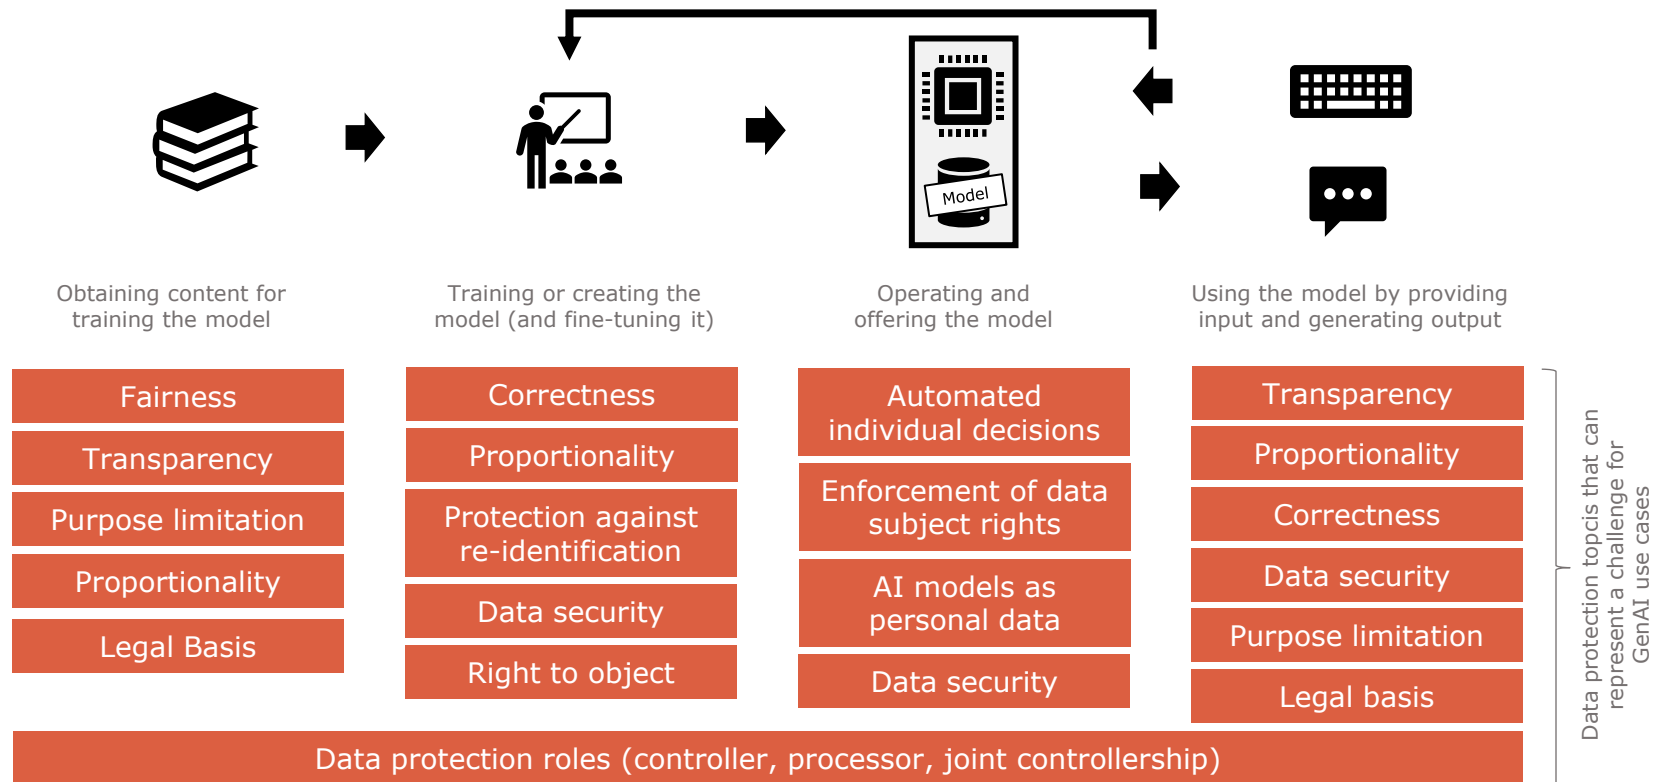 Model
Obtaining content for
training the model
Training or creating the
model (and fine-tuning it)
Operating and
offering the model
Using the model by providing
input and generating output
Fairness
Transparency
Purpose limitation
Proportionality
Legal Basis
Correctness
Proportionality
Protection against
re-identification
Data security
Right to object
Automated
individual decisions
Enforcement of data
subject rights
AI models as
personal data
Data security
Transparency
Proportionality
Correctness
Data security
Purpose limitation
Legal basis
Data protection roles (controller, processor, joint controllership)
Data protection topcis that can
represent a challenge for
GenAI use cases